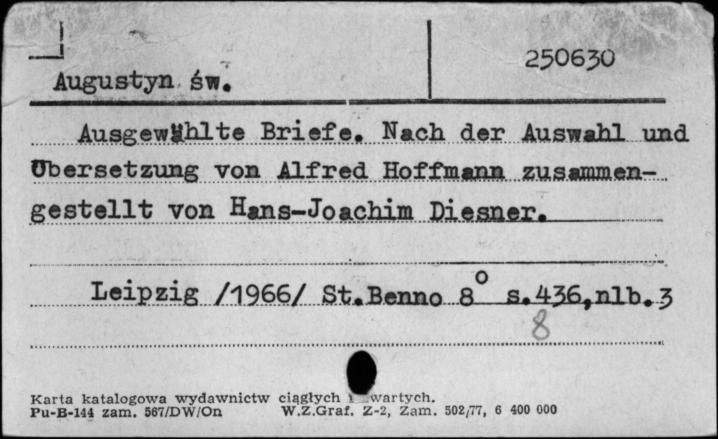 250630
Augustyn św.
Ausgewählte Briefe. Nach der Auswahl und
Übersetzung von Alfred Hoffmann zusammen-
gestellt von Hans-Joachim Diesner.
Leipzig /1966/ St.Benno 8° s.436,nlb.3
8
Karta katalogowa wydawnictw ciągłych i wartych.
Pu-B-144 zam. 567/DW/On W.Z.Graf. Z-2, Zam. 502/77, 6 400 000